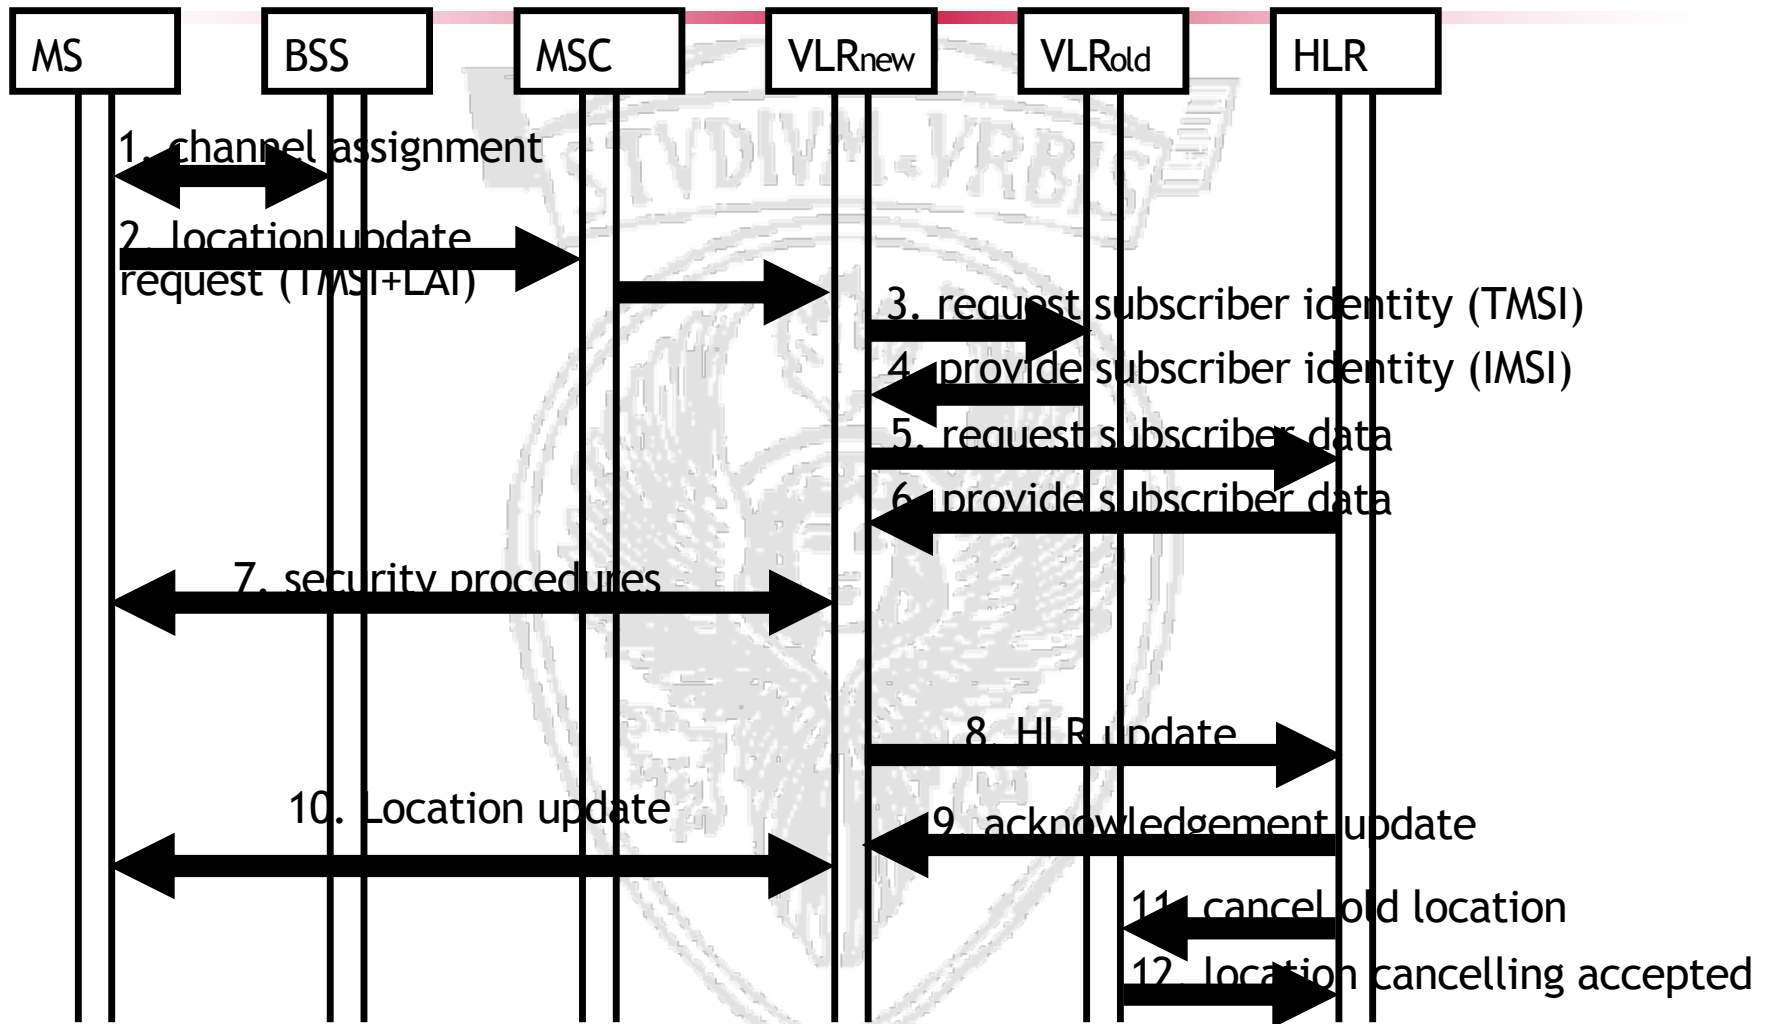 MS
BSS
MSC
VLRnew
VLRold
HLR
STVDIVM.VRBIS
1. channel assignment
2. location update
request (TMSI+LAI)
3. request subscriber identity (TMSI)
4. provide subscriber identity (IMSI)
5. request subscriber data
6. provide subscriber data
7. security procedures
8. HLR update
10. Location update
9. acknowledgement update
11. cancel old location
12. location cancelling accepted